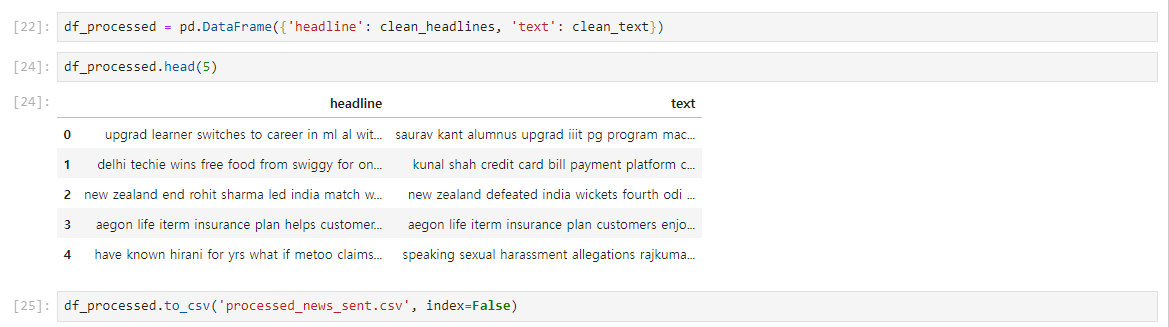 [22]: df_processed = pd.DataFrame({'headline': clean_headlines, 'text': clean_text})
[24]: df_processed.head(5)
[24]: headline text
0 upgrad learner switches to career in ml al wit... saurav kant alumnus upgrad iiit pg program mac...
1 delhi techie wins free food from swiggy for on... kunal shah credit card bill payment platform c...
2 new zealand end rohit sharma led india match w... new zealand defeated india wickets fourth odi ...
3 aegon life iterm insurance plan helps customer... aegon life iterm insurance plan customers enjo...
4 have known hirani for yrs what if metoo claims... speaking sexual harassment allegations rajkuma...
[25]: df_processed.to_csv('processed_news_sent.csv', index=False)